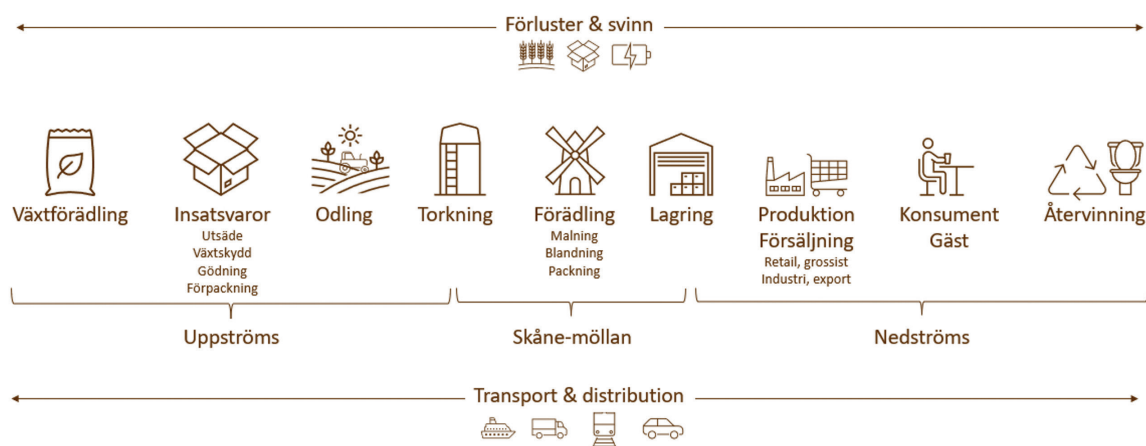 Förluster & svinn
Växtförädling
Insatsvaror
Utsäde
Växtskydd
Gödning
Förpackning
Odling
Torkning
Förädling
Malning
Blandning
Packning
Lagring
Produktion
Försäljning
Retail, grossist
Industri, export
Konsument
Gäst
Återvinning
Uppströms
Skåne-möllan
Nedströms
Transport & distribution